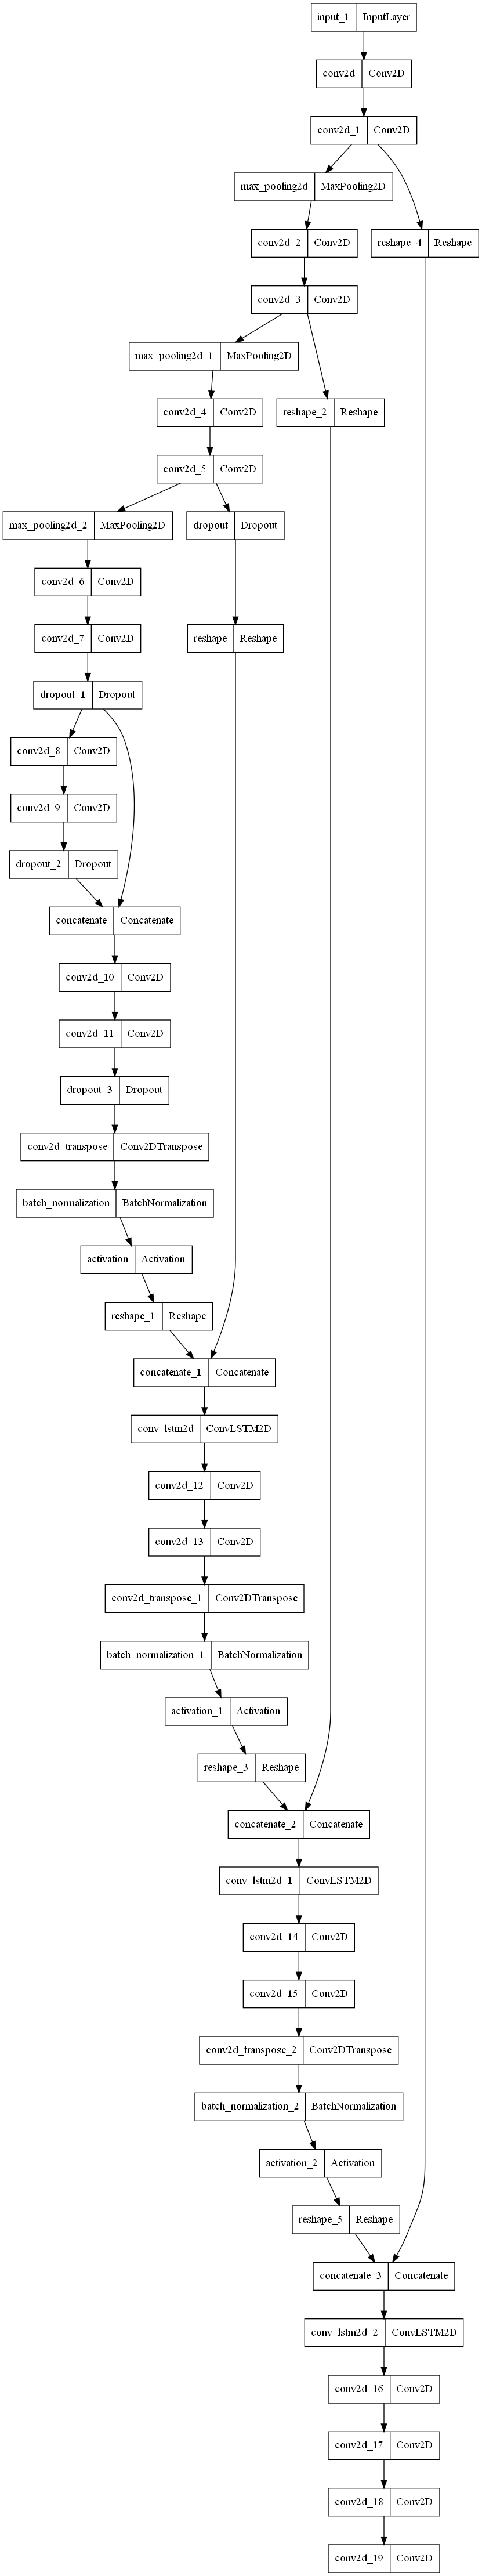 input_1 InputLayer
conv2d Conv2D
conv2d_1 Conv2D
max_pooling2d MaxPooling2D
conv2d_2 Conv2D
reshape_4 Reshape
conv2d_3 Conv2D
max_pooling2d_1 MaxPooling2D
conv2d_4 Conv2D
reshape_2 Reshape
conv2d_5 Conv2D
max_pooling2d_2 MaxPooling2D
dropout Dropout
conv2d_6 Conv2D
conv2d_7 Conv2D
reshape Reshape
dropout_1 Dropout
conv2d_8 Conv2D
conv2d_9 Conv2D
dropout_2 Dropout
concatenate Concatenate
conv2d_10 Conv2D
conv2d_11 Conv2D
dropout_3 Dropout
conv2d_transpose Conv2DTranspose
batch_normalization BatchNormalization
activation Activation
reshape_1 Reshape
concatenate_1 Concatenate
conv_lstm2d ConvLSTM2D
conv2d_12 Conv2D
conv2d_13 Conv2D
conv2d_transpose_1 Conv2DTranspose
batch_normalization_1 BatchNormalization
activation_1 Activation
reshape_3 Reshape
concatenate_2 Concatenate
conv_lstm2d_1 ConvLSTM2D
conv2d_14 Conv2D
conv2d_15 Conv2D
conv2d_transpose_2 Conv2DTranspose
batch_normalization_2 BatchNormalization
activation_2 Activation
reshape_5 Reshape
concatenate_3 Concatenate
conv_lstm2d_2 ConvLSTM2D
conv2d_16 Conv2D
conv2d_17 Conv2D
conv2d_18 Conv2D
conv2d_19 Conv2D